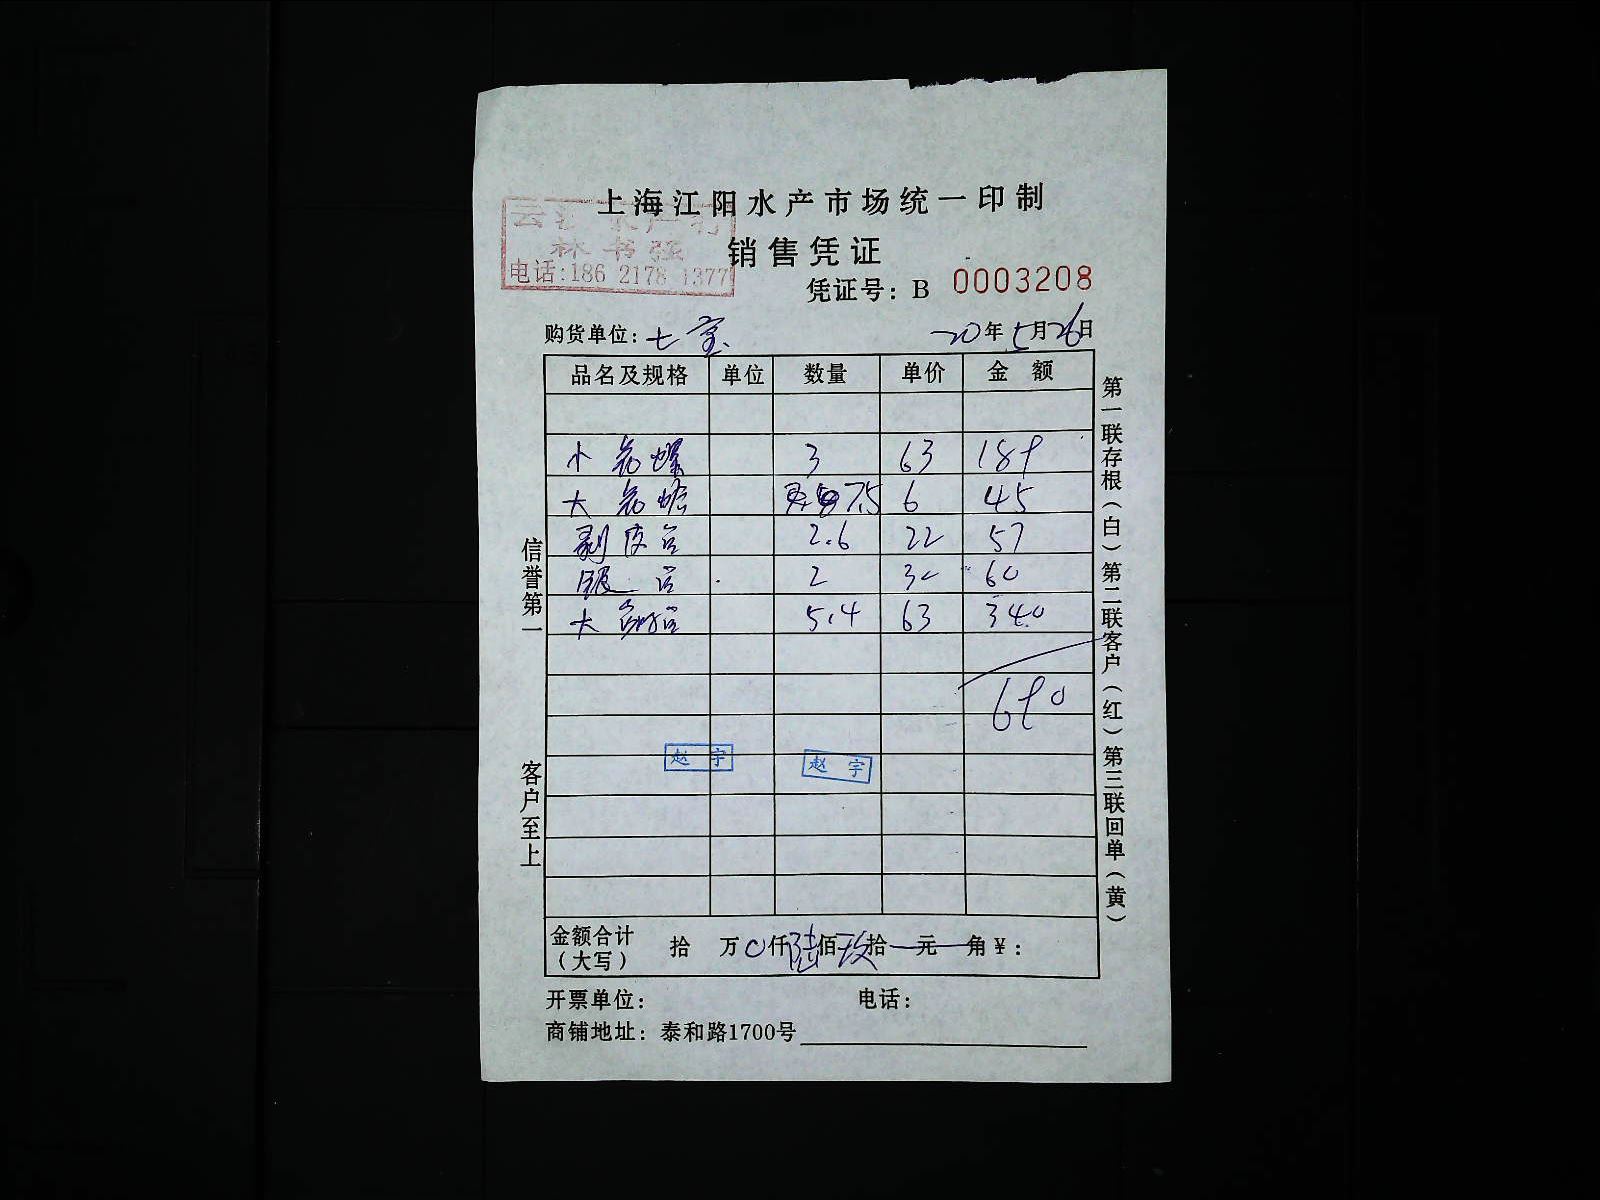 上海江阳水产市场统一印制
林书强
销售凭证
电话:186 2178 1377
凭证号: B 0003208
购货单位: 七宝 20年5月26日
品名及规格 单位 数量 单价 金额
小花螺 3 63 189
大花蛤 7.5 6 45
剥皮 2.6 22 57
银 2 30 60
大 5.4 63 340
690
赵宇 赵宇
金额合计(大写) 拾 万 0仟陆佰玖拾 元 角 ¥:
开票单位: 电话:
商铺地址: 泰和路1700号
信誉第一
客户至上
第一联存根(白)第二联客户(红)第三联回单(黄)